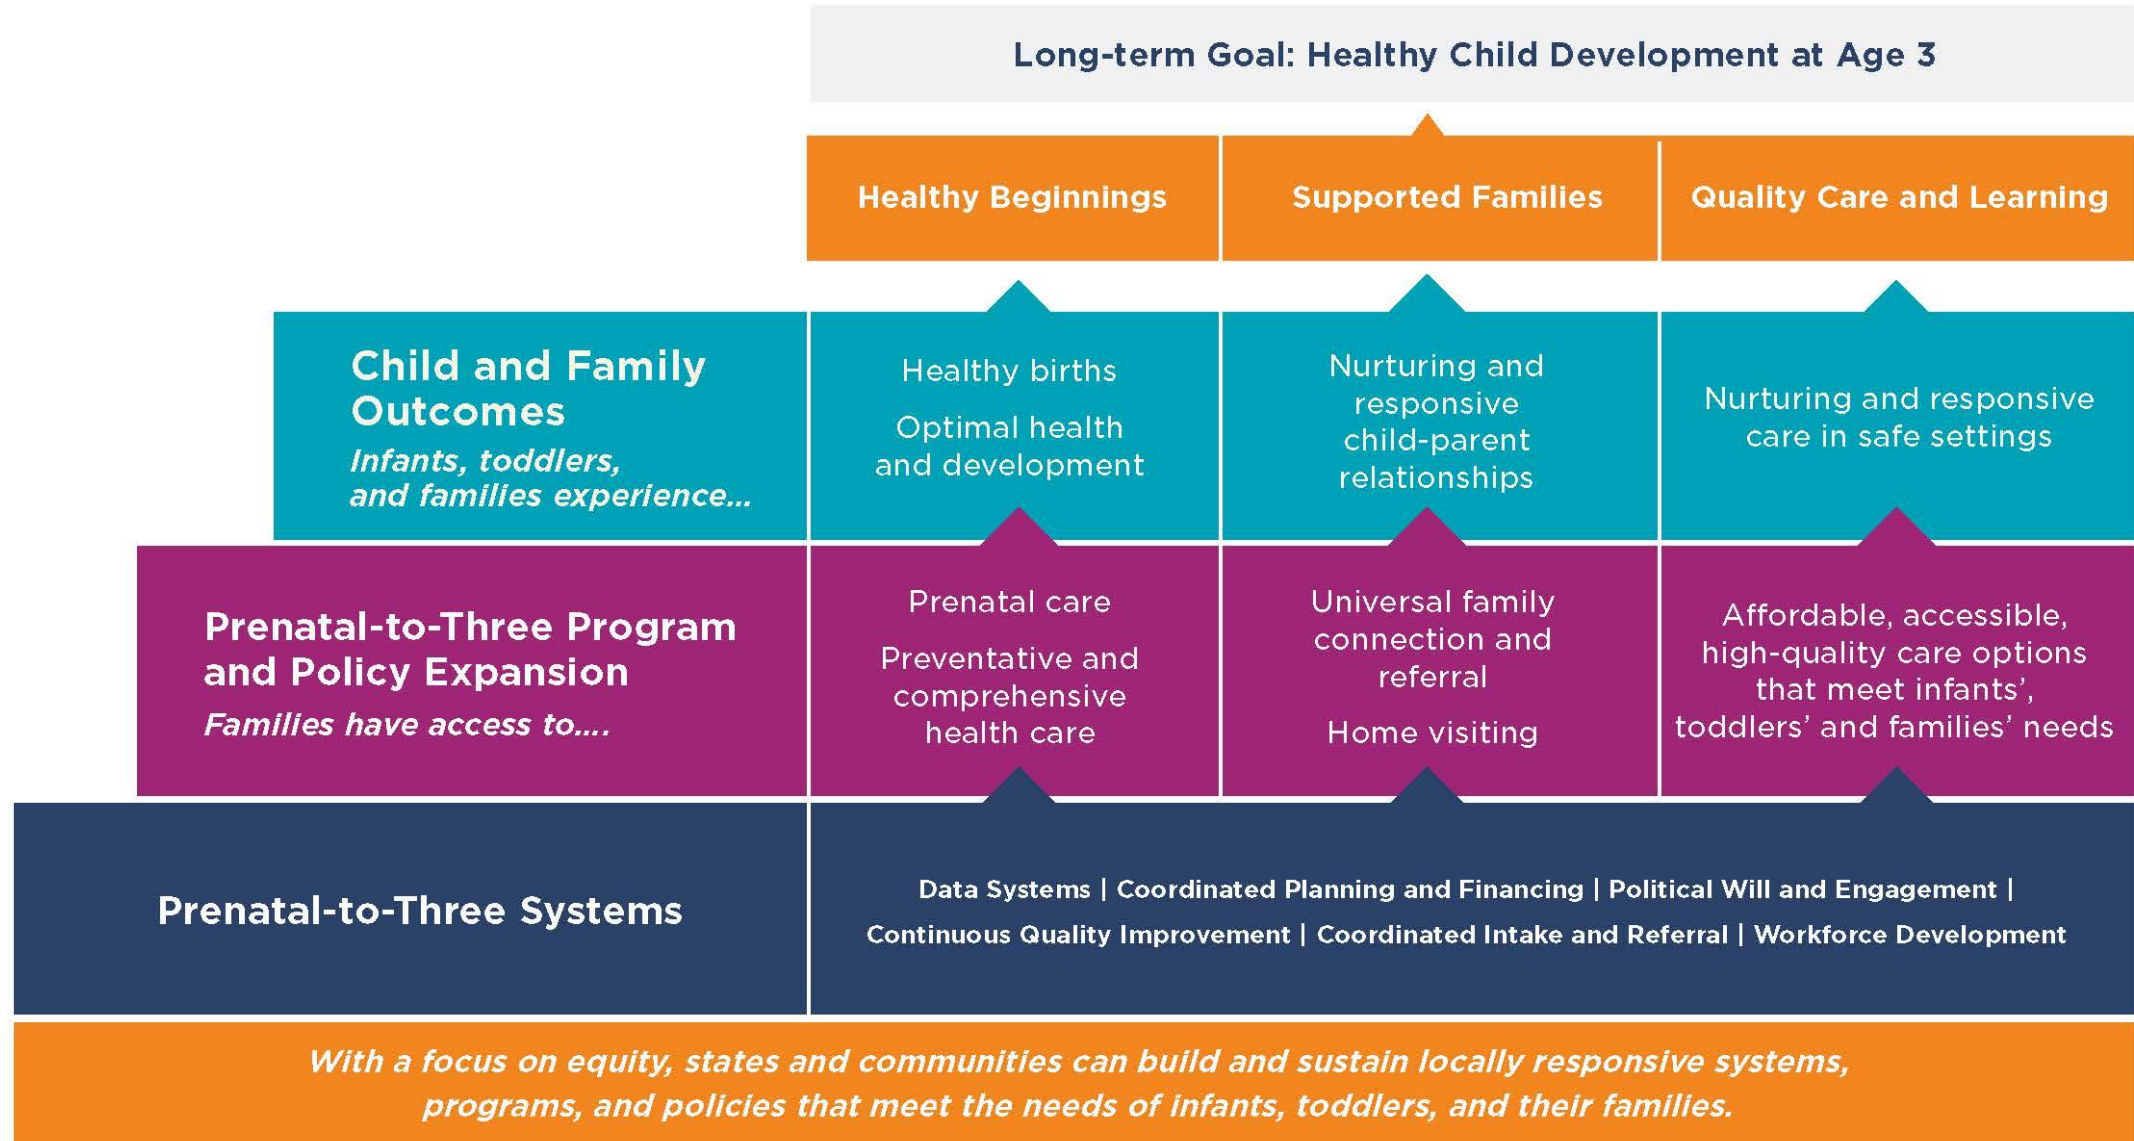 Long-term Goal: Healthy Child Development at Age 3
Healthy Beginnings
Supported Families
Quality Care and Learning
Child and Family
Outcomes
Infants, toddlers,
and families experience...
Healthy births
Optimal health
and development
Nurturing and
responsive
child-parent
relationships
Nurturing and responsive
care in safe settings
Prenatal-to-Three Program
and Policy Expansion
Families have access to....
Prenatal care
Preventative and
comprehensive
health care
Universal family
connection and
referral
Home visiting
Affordable, accessible,
high-quality care options
that meet infants’,
toddlers’ and families’ needs
Prenatal-to-Three Systems
Data Systems | Coordinated Planning and Financing | Political Will and Engagement |
Continuous Quality Improvement | Coordinated Intake and Referral | Workforce Development
With a focus on equity, states and communities can build and sustain locally responsive systems,
programs, and policies that meet the needs of infants, toddlers, and their families.